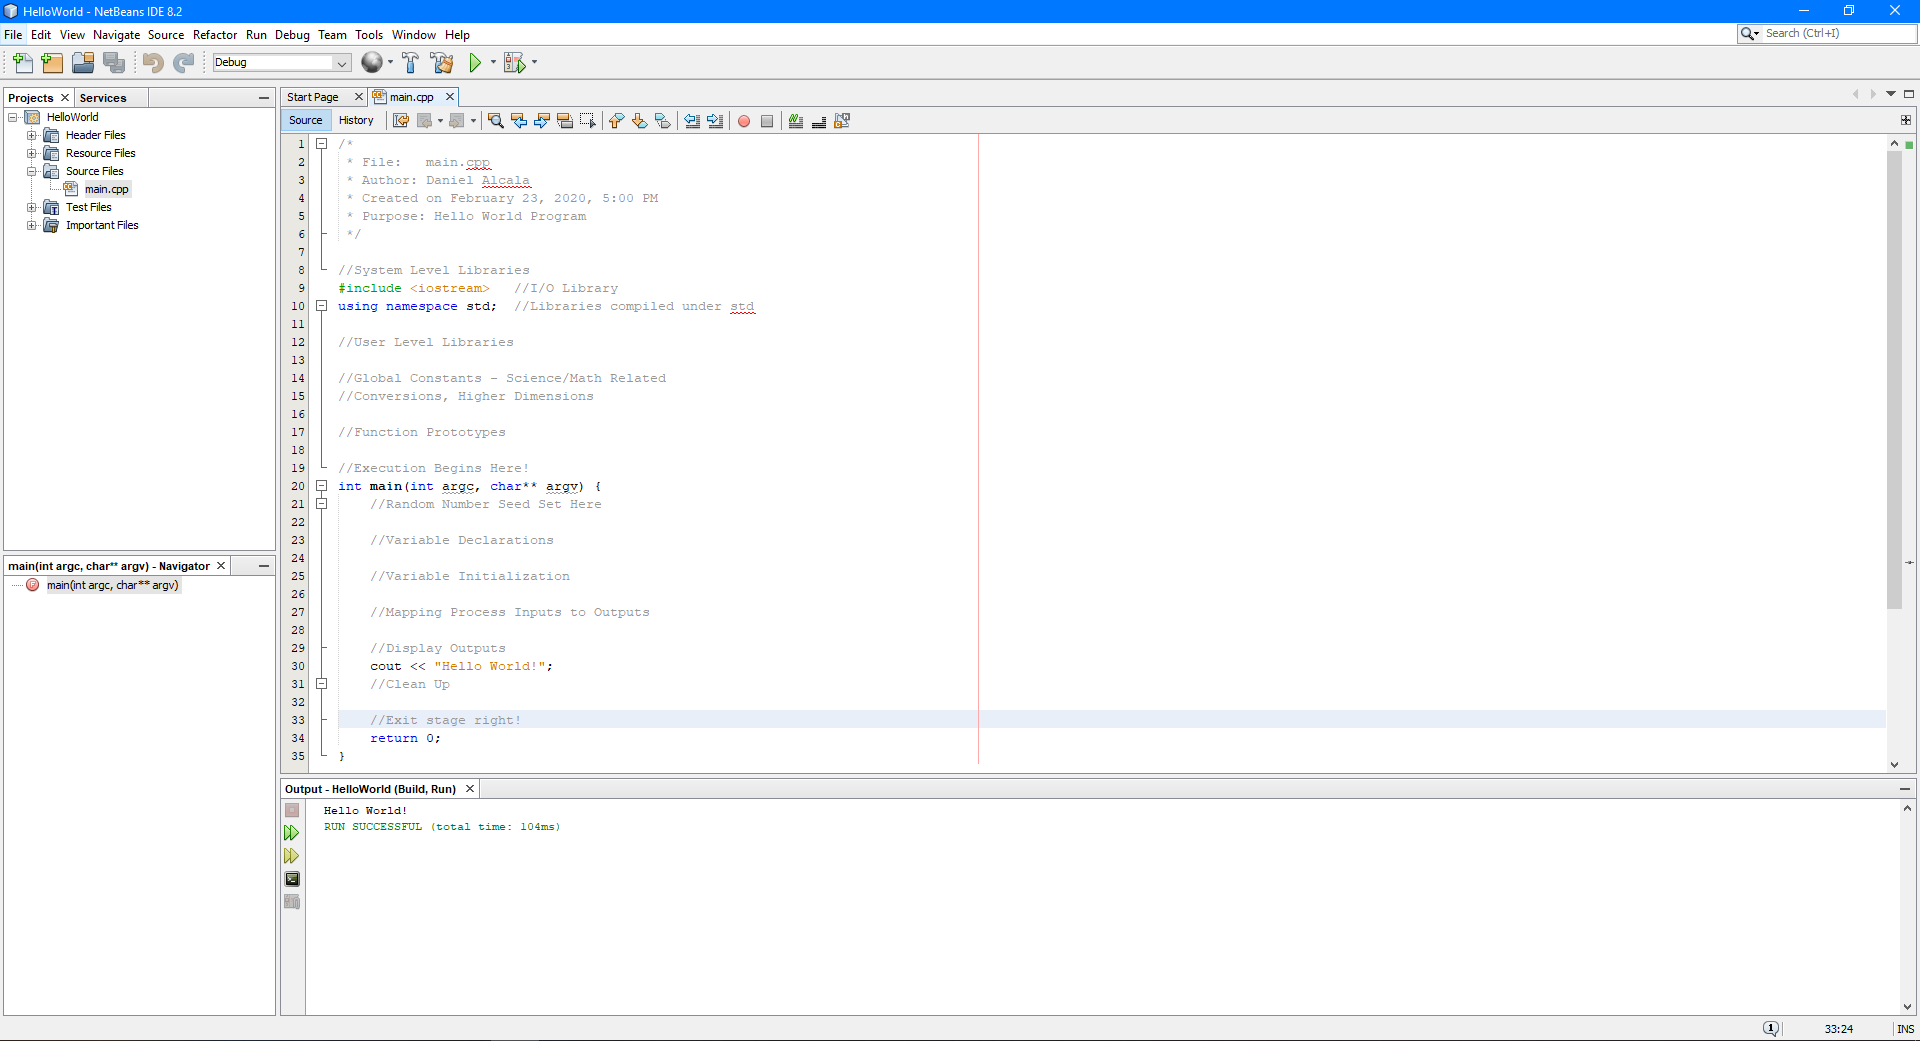 HelloWorld - NetBeans IDE 8.2
File Edit View Navigate Source Refactor Run Debug Team Tools Window Help
Search (Ctrl+I)
Debug
Projects Services
HelloWorld
Header Files
Resource Files
Source Files
main.cpp
Test Files
Important Files
main(int argc, char** argv) - Navigator
main(int argc, char** argv)
Start Page main.cpp
Source History
1 /*
2  * File:   main.cpp
3  * Author: Daniel Alcala
4  * Created on February 23, 2020, 5:00 PM
5  * Purpose: Hello World Program
6  */
7
8 //System Level Libraries
9 #include <iostream>   //I/O Library
10 using namespace std;  //Libraries compiled under std
11
12 //User Level Libraries
13
14 //Global Constants - Science/Math Related
15 //Conversions, Higher Dimensions
16
17 //Function Prototypes
18
19 //Execution Begins Here!
20 int main(int argc, char** argv) {
21     //Random Number Seed Set Here
22
23     //Variable Declarations
24
25     //Variable Initialization
26
27     //Mapping Process Inputs to Outputs
28
29     //Display Outputs
30     cout << "Hello World!";
31     //Clean Up
32
33     //Exit stage right!
34     return 0;
35 }
Output - HelloWorld (Build, Run)
Hello World!
RUN SUCCESSFUL (total time: 104ms)
1 33:24 INS